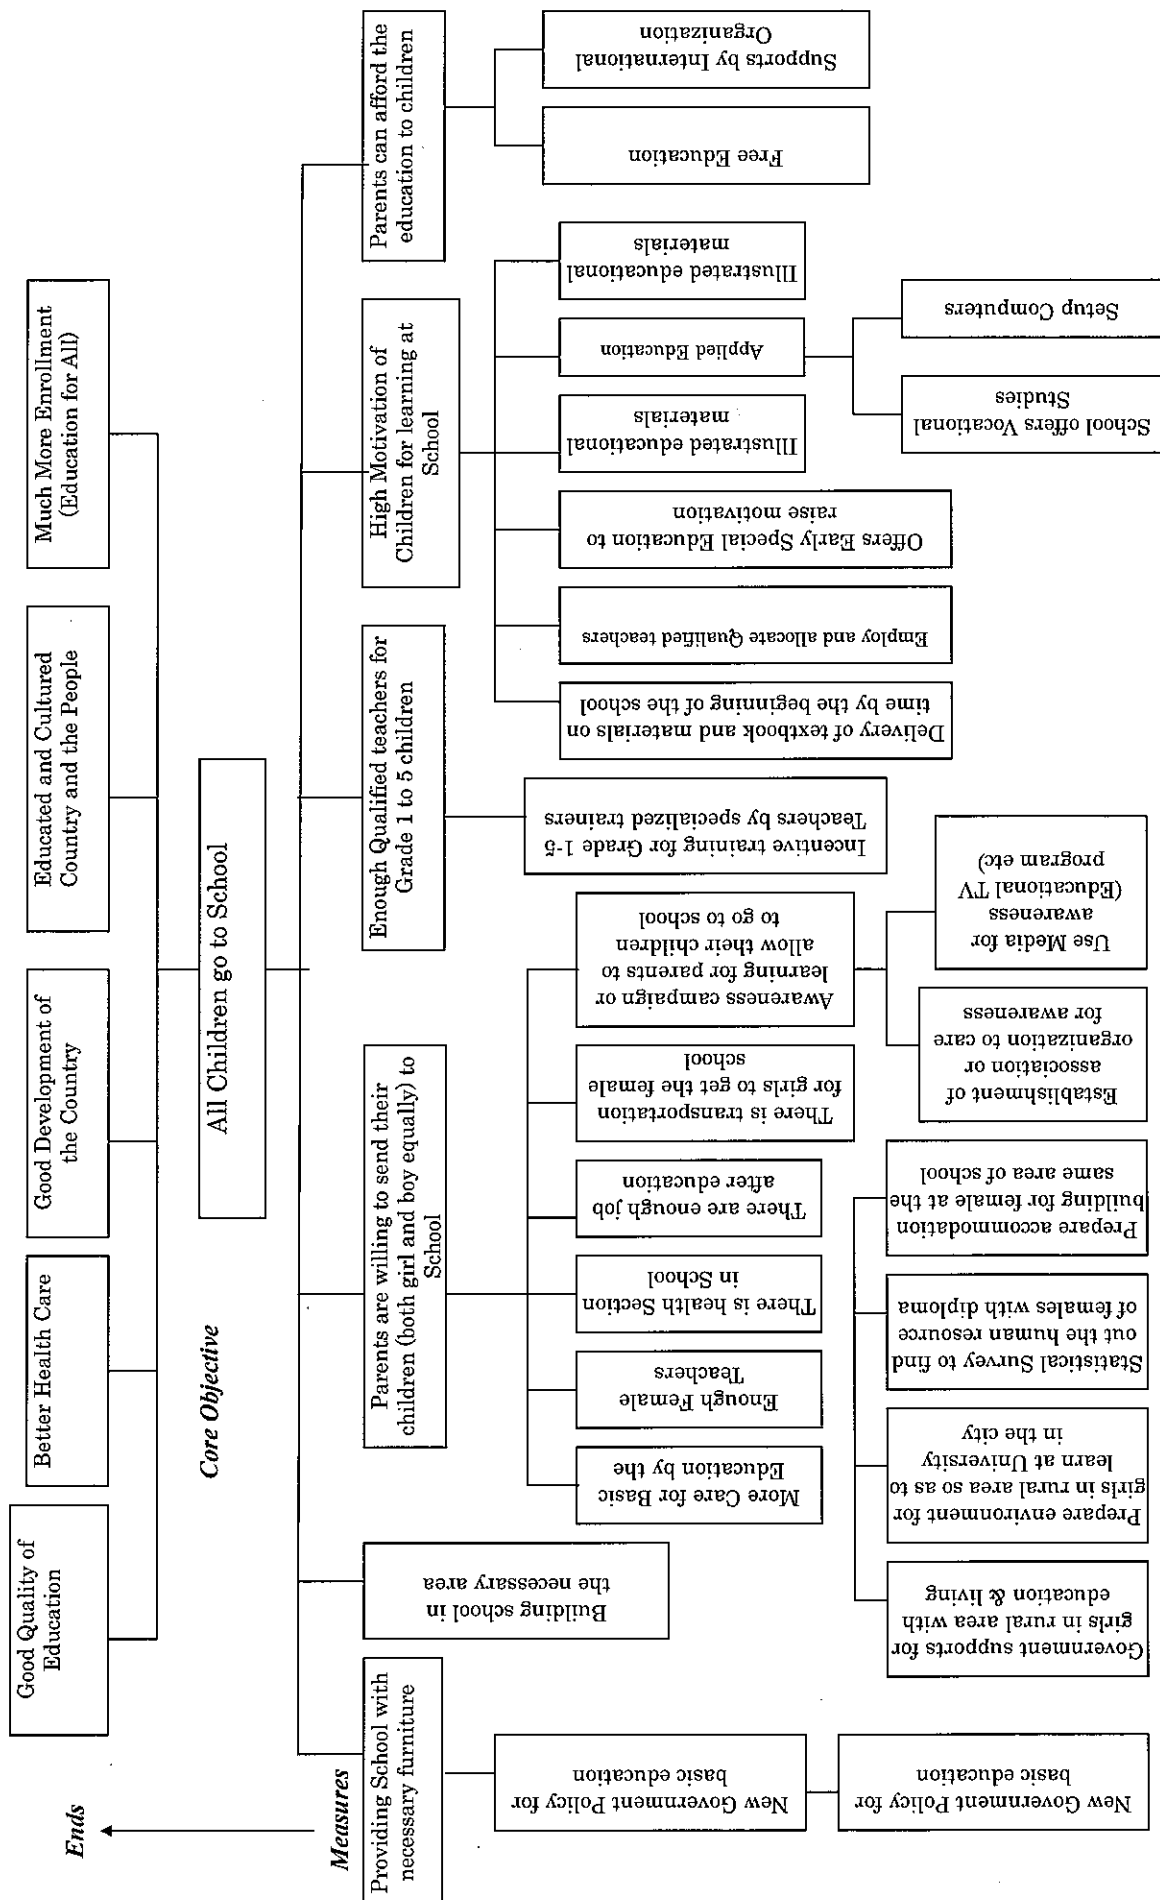 Ends
Good Quality of
Education
Better Health Care
Good Development of
the Country
Educated and Cultured
Country and the People
Much More Enrollment
(Education for All)
Core Objective
All Children go to School
Measures
Providing School with
necessary furniture
Building school in
the necessary area
Parents are willing to send their
children (both girl and boy equally) to
School
Enough Qualified teachers for
Grade 1 to 5 children
High Motivation of
Children for learning at
School
Parents can afford the
education to children
New Government Policy for
basic education
New Government Policy for
basic education
More Care for Basic
Education by the
Enough Female
Teachers
There is health Section
in School
There are enough job
after education
There is transportation
for girls to get the female
school
Awareness campaign or
learning for parents to
allow their children
to go to school
Government supports for
girls in rural area with
education & living
Prepare environment for
girls in rural area so as to
learn at University
in the city
Statistical Survey to find
out the human resource
of females with diploma
Prepare accommodation
building for female at the
same area of school
Establishment of
association or
organization to care
for awareness
Use Media for
awareness
(Educational TV
program etc)
Incentive training for Grade 1-5
Teachers by specialized trainers
Delivery of textbook and materials on
time by the beginning of the school
Employ and allocate Qualified teachers
Offers Early Special Education to
raise motivation
Illustrated educational
materials
Applied Education
Illustrated educational
materials
School offers Vocational
Studies
Setup Computers
Free Education
Supports by International
Organization